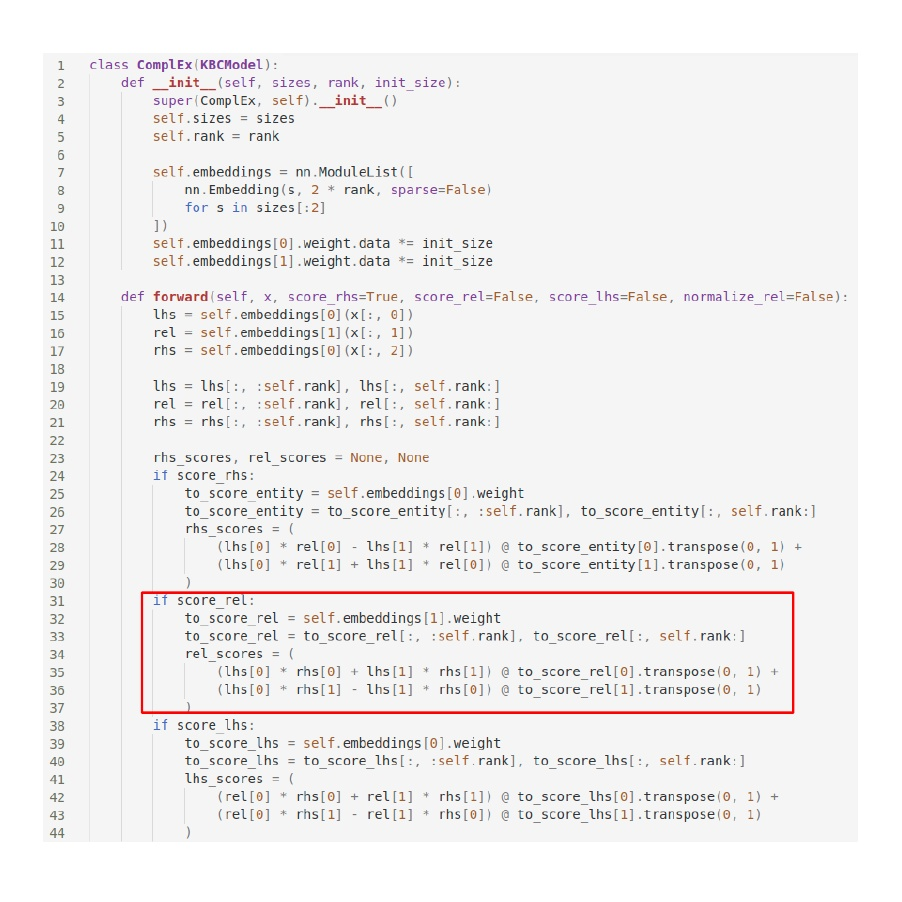 1 class ComplEx(KBCModel):
2 def __init__(self, sizes, rank, init_size):
3 super(ComplEx, self).__init__()
4 self.sizes = sizes
5 self.rank = rank
6
7 self.embeddings = nn.ModuleList([
8 nn.Embedding(s, 2 * rank, sparse=False)
9 for s in sizes[:2]
10 ])
11 self.embeddings[0].weight.data *= init_size
12 self.embeddings[1].weight.data *= init_size
13
14 def forward(self, x, score_rhs=True, score_rel=False, score_lhs=False, normalize_rel=False):
15 lhs = self.embeddings[0](x[:, 0])
16 rel = self.embeddings[1](x[:, 1])
17 rhs = self.embeddings[0](x[:, 2])
18
19 lhs = lhs[:, :self.rank], lhs[:, self.rank:]
20 rel = rel[:, :self.rank], rel[:, self.rank:]
21 rhs = rhs[:, :self.rank], rhs[:, self.rank:]
22
23 rhs_scores, rel_scores = None, None
24 if score_rhs:
25 to_score_entity = self.embeddings[0].weight
26 to_score_entity = to_score_entity[:, :self.rank], to_score_entity[:, self.rank:]
27 rhs_scores = (
28 (lhs[0] * rel[0] - lhs[1] * rel[1]) @ to_score_entity[0].transpose(0, 1) +
29 (lhs[0] * rel[1] + lhs[1] * rel[0]) @ to_score_entity[1].transpose(0, 1)
30 )
31 if score_rel:
32 to_score_rel = self.embeddings[1].weight
33 to_score_rel = to_score_rel[:, :self.rank], to_score_rel[:, self.rank:]
34 rel_scores = (
35 (lhs[0] * rhs[0] + lhs[1] * rhs[1]) @ to_score_rel[0].transpose(0, 1) +
36 (lhs[0] * rhs[1] - lhs[1] * rhs[0]) @ to_score_rel[1].transpose(0, 1)
37 )
38 if score_lhs:
39 to_score_lhs = self.embeddings[0].weight
40 to_score_lhs = to_score_lhs[:, :self.rank], to_score_lhs[:, self.rank:]
41 lhs_scores = (
42 (rel[0] * rhs[0] + rel[1] * rhs[1]) @ to_score_lhs[0].transpose(0, 1) +
43 (rel[0] * rhs[1] - rel[1] * rhs[0]) @ to_score_lhs[1].transpose(0, 1)
44 )